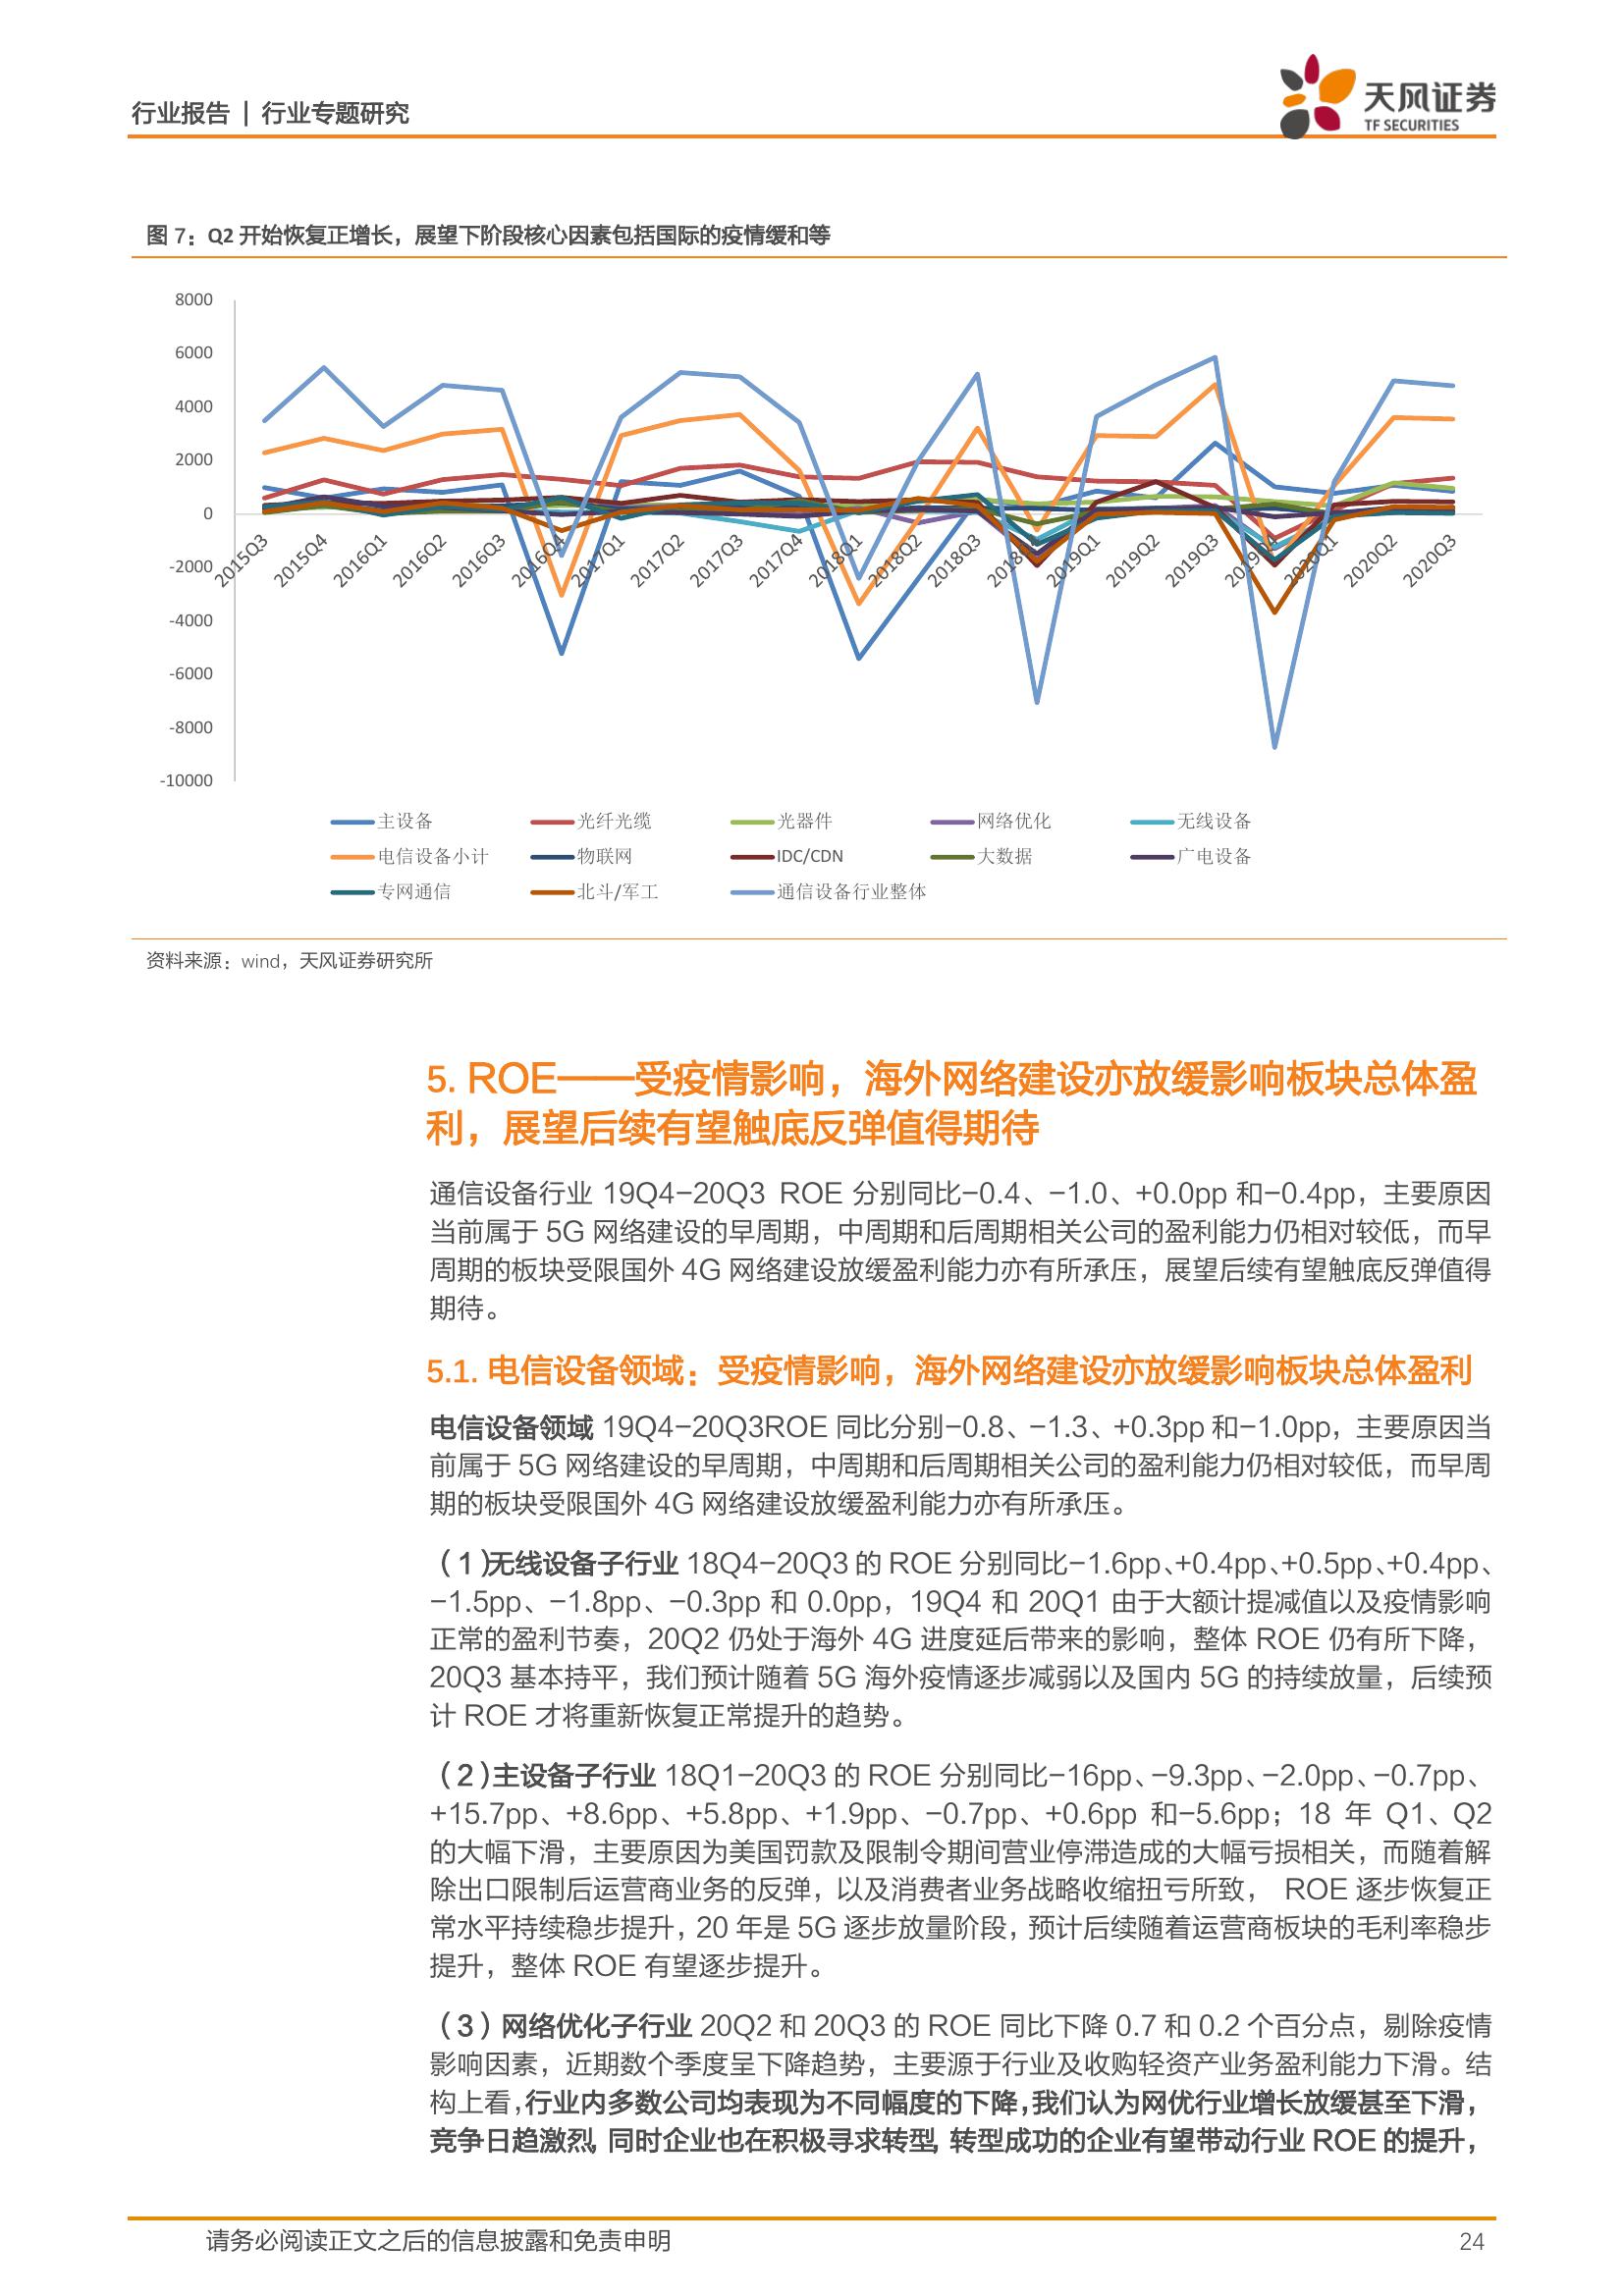 行业报告 | 行业专题研究
天风证券
TF SECURITIES
图 7：Q2 开始恢复正增长，展望下阶段核心因素包括国际的疫情缓和等
8000
6000
4000
2000
0
-2000
-4000
-6000
-8000
-10000
2015Q3 2015Q4 2016Q1 2016Q2 2016Q3 2016Q4 2017Q1 2017Q2 2017Q3 2017Q4 2018Q1 2018Q2 2018Q3 2018Q4 2019Q1 2019Q2 2019Q3 2019Q4 2020Q1 2020Q2 2020Q3
主设备 光纤光缆 光器件 网络优化 无线设备
电信设备小计 物联网 IDC/CDN 大数据 广电设备
专网通信 北斗/军工 通信设备行业整体
资料来源：wind，天风证券研究所
5. ROE——受疫情影响，海外网络建设亦放缓影响板块总体盈
利，展望后续有望触底反弹值得期待
通信设备行业 19Q4-20Q3 ROE 分别同比-0.4、-1.0、+0.0pp 和-0.4pp，主要原因
当前属于 5G 网络建设的早周期，中周期和后周期相关公司的盈利能力仍相对较低，而早
周期的板块受限国外 4G 网络建设放缓盈利能力亦有所承压，展望后续有望触底反弹值得
期待。
5.1. 电信设备领域：受疫情影响，海外网络建设亦放缓影响板块总体盈利
电信设备领域 19Q4-20Q3ROE 同比分别-0.8、-1.3、+0.3pp 和-1.0pp，主要原因当
前属于 5G 网络建设的早周期，中周期和后周期相关公司的盈利能力仍相对较低，而早周
期的板块受限国外 4G 网络建设放缓盈利能力亦有所承压。
（1）无线设备子行业 18Q4-20Q3 的 ROE 分别同比-1.6pp、+0.4pp、+0.5pp、+0.4pp、
-1.5pp、-1.8pp、-0.3pp 和 0.0pp，19Q4 和 20Q1 由于大额计提减值以及疫情影响
正常的盈利节奏，20Q2 仍处于海外 4G 进度延后带来的影响，整体 ROE 仍有所下降，
20Q3 基本持平，我们预计随着 5G 海外疫情逐步减弱以及国内 5G 的持续放量，后续预
计 ROE 才将重新恢复正常提升的趋势。
（2）主设备子行业 18Q1-20Q3 的 ROE 分别同比-16pp、-9.3pp、-2.0pp、-0.7pp、
+15.7pp、+8.6pp、+5.8pp、+1.9pp、-0.7pp、+0.6pp 和-5.6pp；18 年 Q1、Q2
的大幅下滑，主要原因为美国罚款及限制令期间营业停滞造成的大幅亏损相关，而随着解
除出口限制后运营商业务的反弹，以及消费者业务战略收缩扭亏所致， ROE 逐步恢复正
常水平持续稳步提升，20 年是 5G 逐步放量阶段，预计后续随着运营商板块的毛利率稳步
提升，整体 ROE 有望逐步提升。
（3）网络优化子行业 20Q2 和 20Q3 的 ROE 同比下降 0.7 和 0.2 个百分点，剔除疫情
影响因素，近期数个季度呈下降趋势，主要源于行业及收购轻资产业务盈利能力下滑。结
构上看，行业内多数公司均表现为不同幅度的下降，我们认为网优行业增长放缓甚至下滑，
竞争日趋激烈，同时企业也在积极寻求转型，转型成功的企业有望带动行业 ROE 的提升，
请务必阅读正文之后的信息披露和免责申明
24